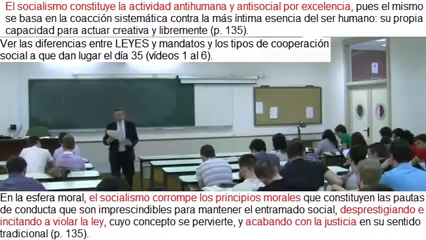 El socialismo constituye la actividad antihumana y antisocial por excelencia, pues el mismo
se basa en la coacción sistemática contra la más íntima esencia del ser humano: su propia
capacidad para actuar creativa y libremente (p. 135).
Ver las diferencias entre LEYES y mandatos y los tipos de cooperación
social a que dan lugar el día 35 (vídeos 1 al 6).
En la esfera moral, el socialismo corrompe los principios morales que constituyen las pautas
de conducta que son imprescindibles para mantener el entramado social, desprestigiando e
incitando a violar la ley, cuyo concepto se pervierte, y acabando con la justicia en su sentido
tradicional (p. 135).